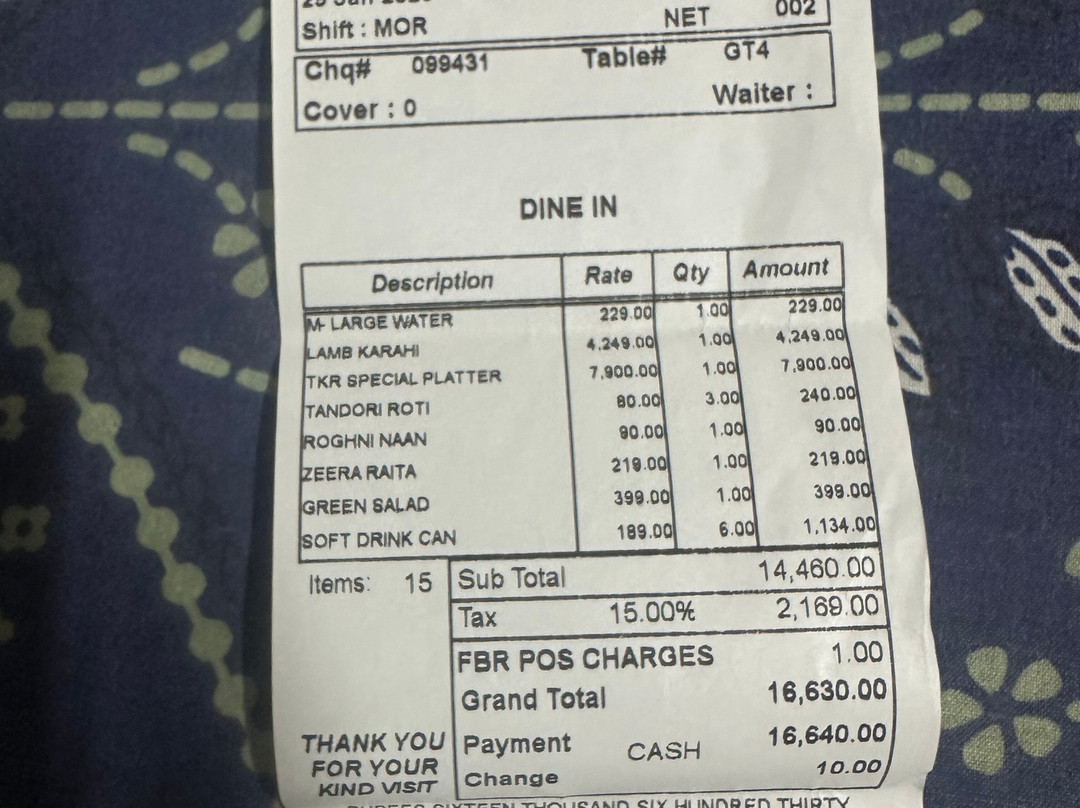 Shift : MOR NET 002
Chq# 099431 Table# GT4
Cover : 0 Waiter :
DINE IN
Description Rate Qty Amount
M- LARGE WATER 229.00 1.00 229.00
LAMB KARAHI 4,249.00 1.00 4,249.00
TKR SPECIAL PLATTER 7,900.00 1.00 7,900.00
TANDORI ROTI 80.00 3.00 240.00
ROGHNI NAAN 90.00 1.00 90.00
ZEERA RAITA 219.00 1.00 219.00
GREEN SALAD 399.00 1.00 399.00
SOFT DRINK CAN 189.00 6.00 1,134.00
Items: 15 Sub Total 14,460.00
Tax 15.00% 2,169.00
FBR POS CHARGES 1.00
Grand Total 16,630.00
THANK YOU Payment CASH 16,640.00
FOR YOUR Change 10.00
KIND VISIT
RUPEES SIXTEEN THOUSAND SIX HUNDRED THIRTY